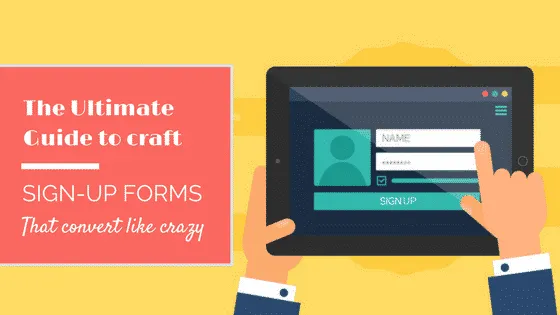 The Ultimate
Guide to craft
SIGN-UP FORMS
That convert like crazy
NAME
********
SIGN UP